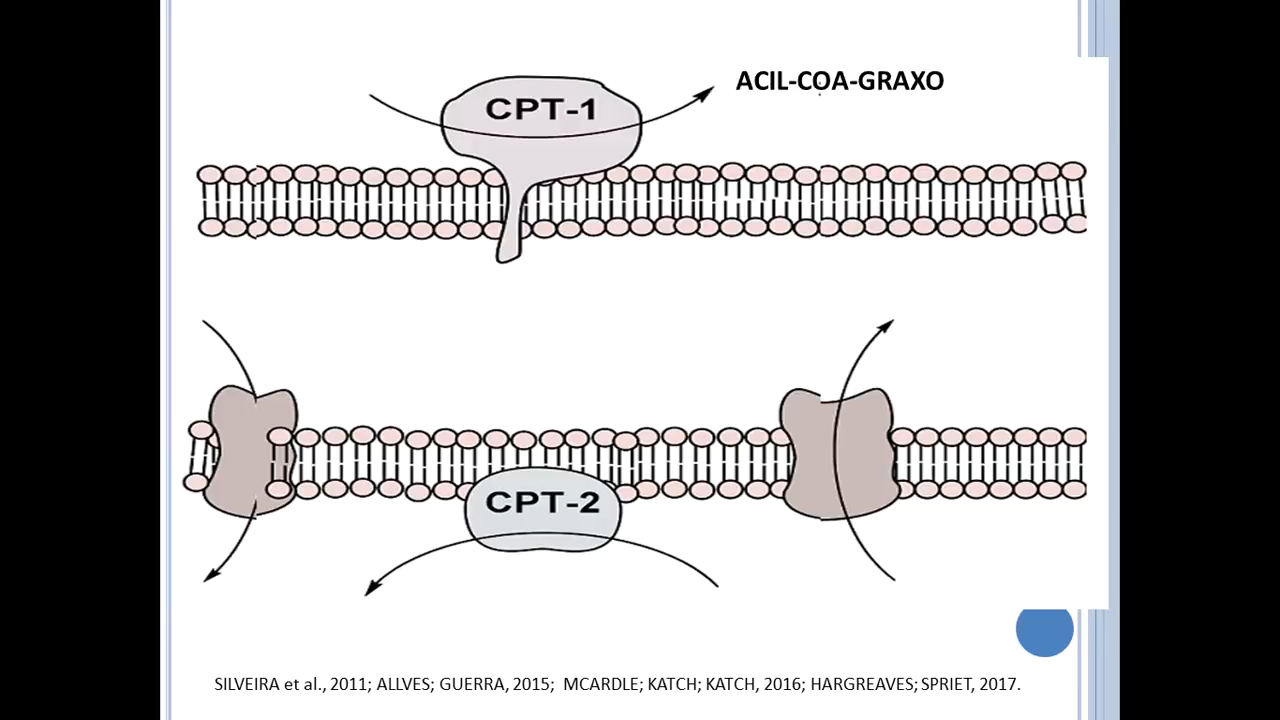 ACIL-COA-GRAXO
CPT-1
CPT-2
SILVEIRA et al., 2011; ALLVES; GUERRA, 2015; MCARDLE; KATCH; KATCH, 2016; HARGREAVES; SPRIET, 2017.